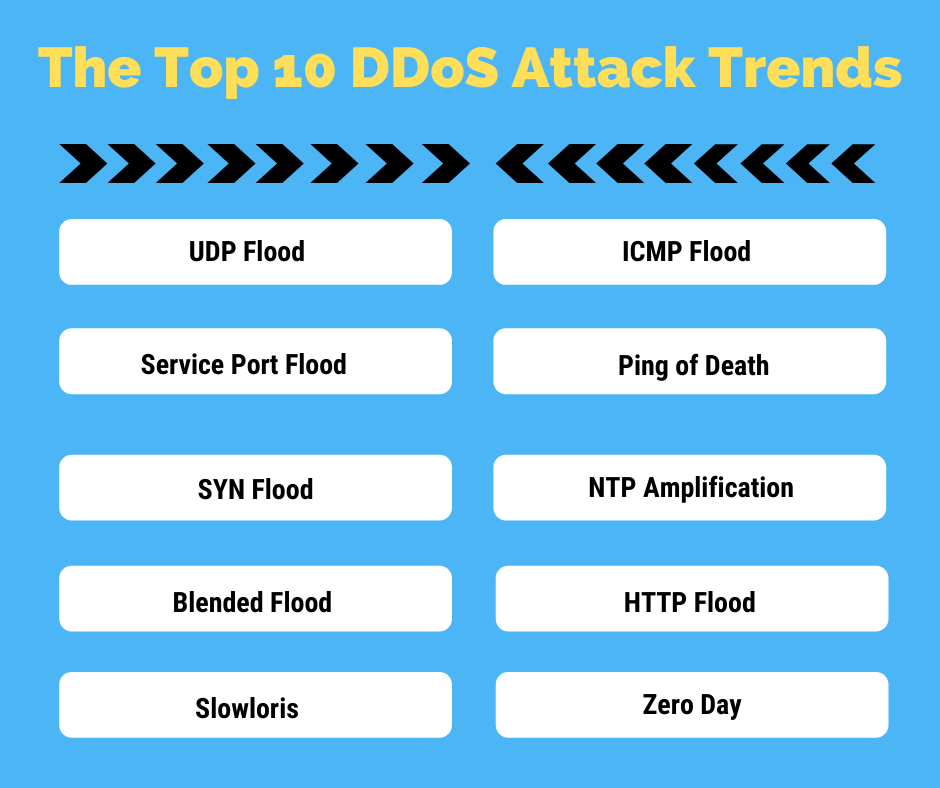 The Top 10 DDoS Attack Trends
UDP Flood
ICMP Flood
Service Port Flood
Ping of Death
SYN Flood
NTP Amplification
Blended Flood
HTTP Flood
Slowloris
Zero Day